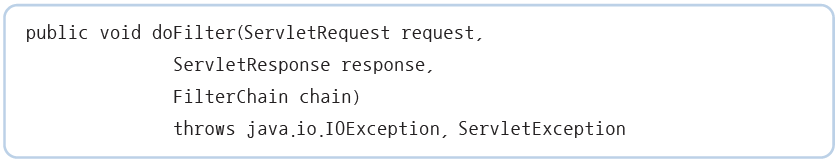 public void doFilter(ServletRequest request,
ServletResponse response,
FilterChain chain)
throws java.io.IOException, ServletException